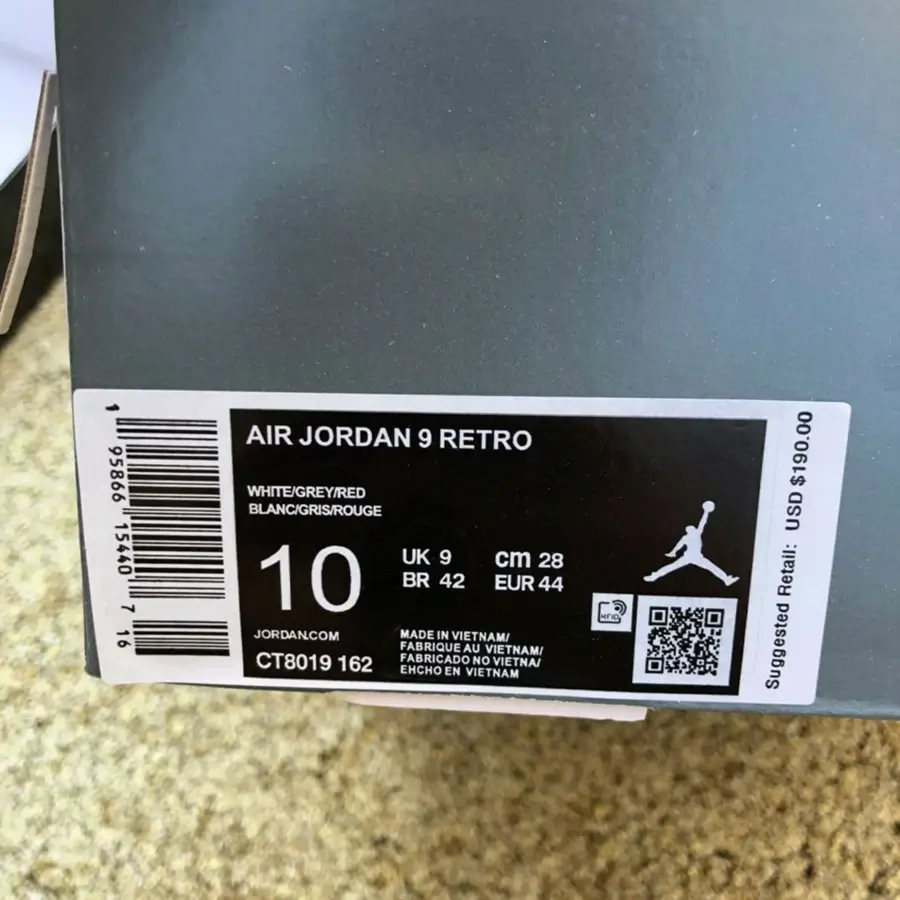 AIR JORDAN 9 RETRO
WHITE/GREY/RED
BLANC/GRIS/ROUGE
10
UK 9
cm 28
BR 42
EUR 44
JORDAN.COM
CT8019 162
MADE IN VIETNAM/
FABRIQUE AU VIETNAM/
FABRICADO NO VIETNA/
EHCHO EN VIETNAM
RFID
1 95866 15440 7 16
Suggested Retail: USD $190.00